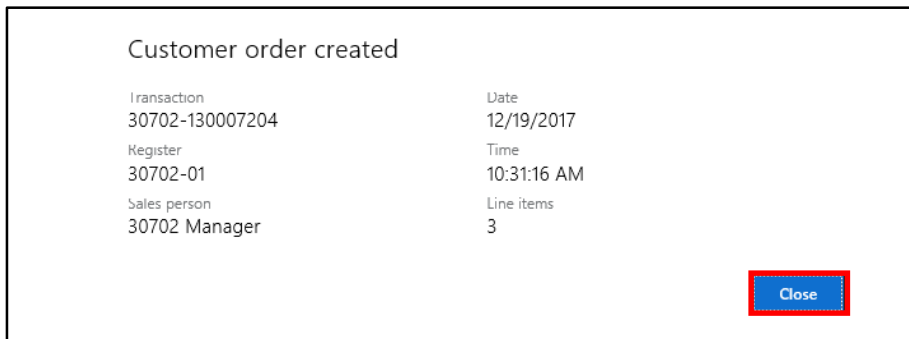 Customer order created
Transaction
30702-130007204
Date
12/19/2017
Register
30702-01
Time
10:31:16 AM
Sales person
30702 Manager
Line items
3
Close